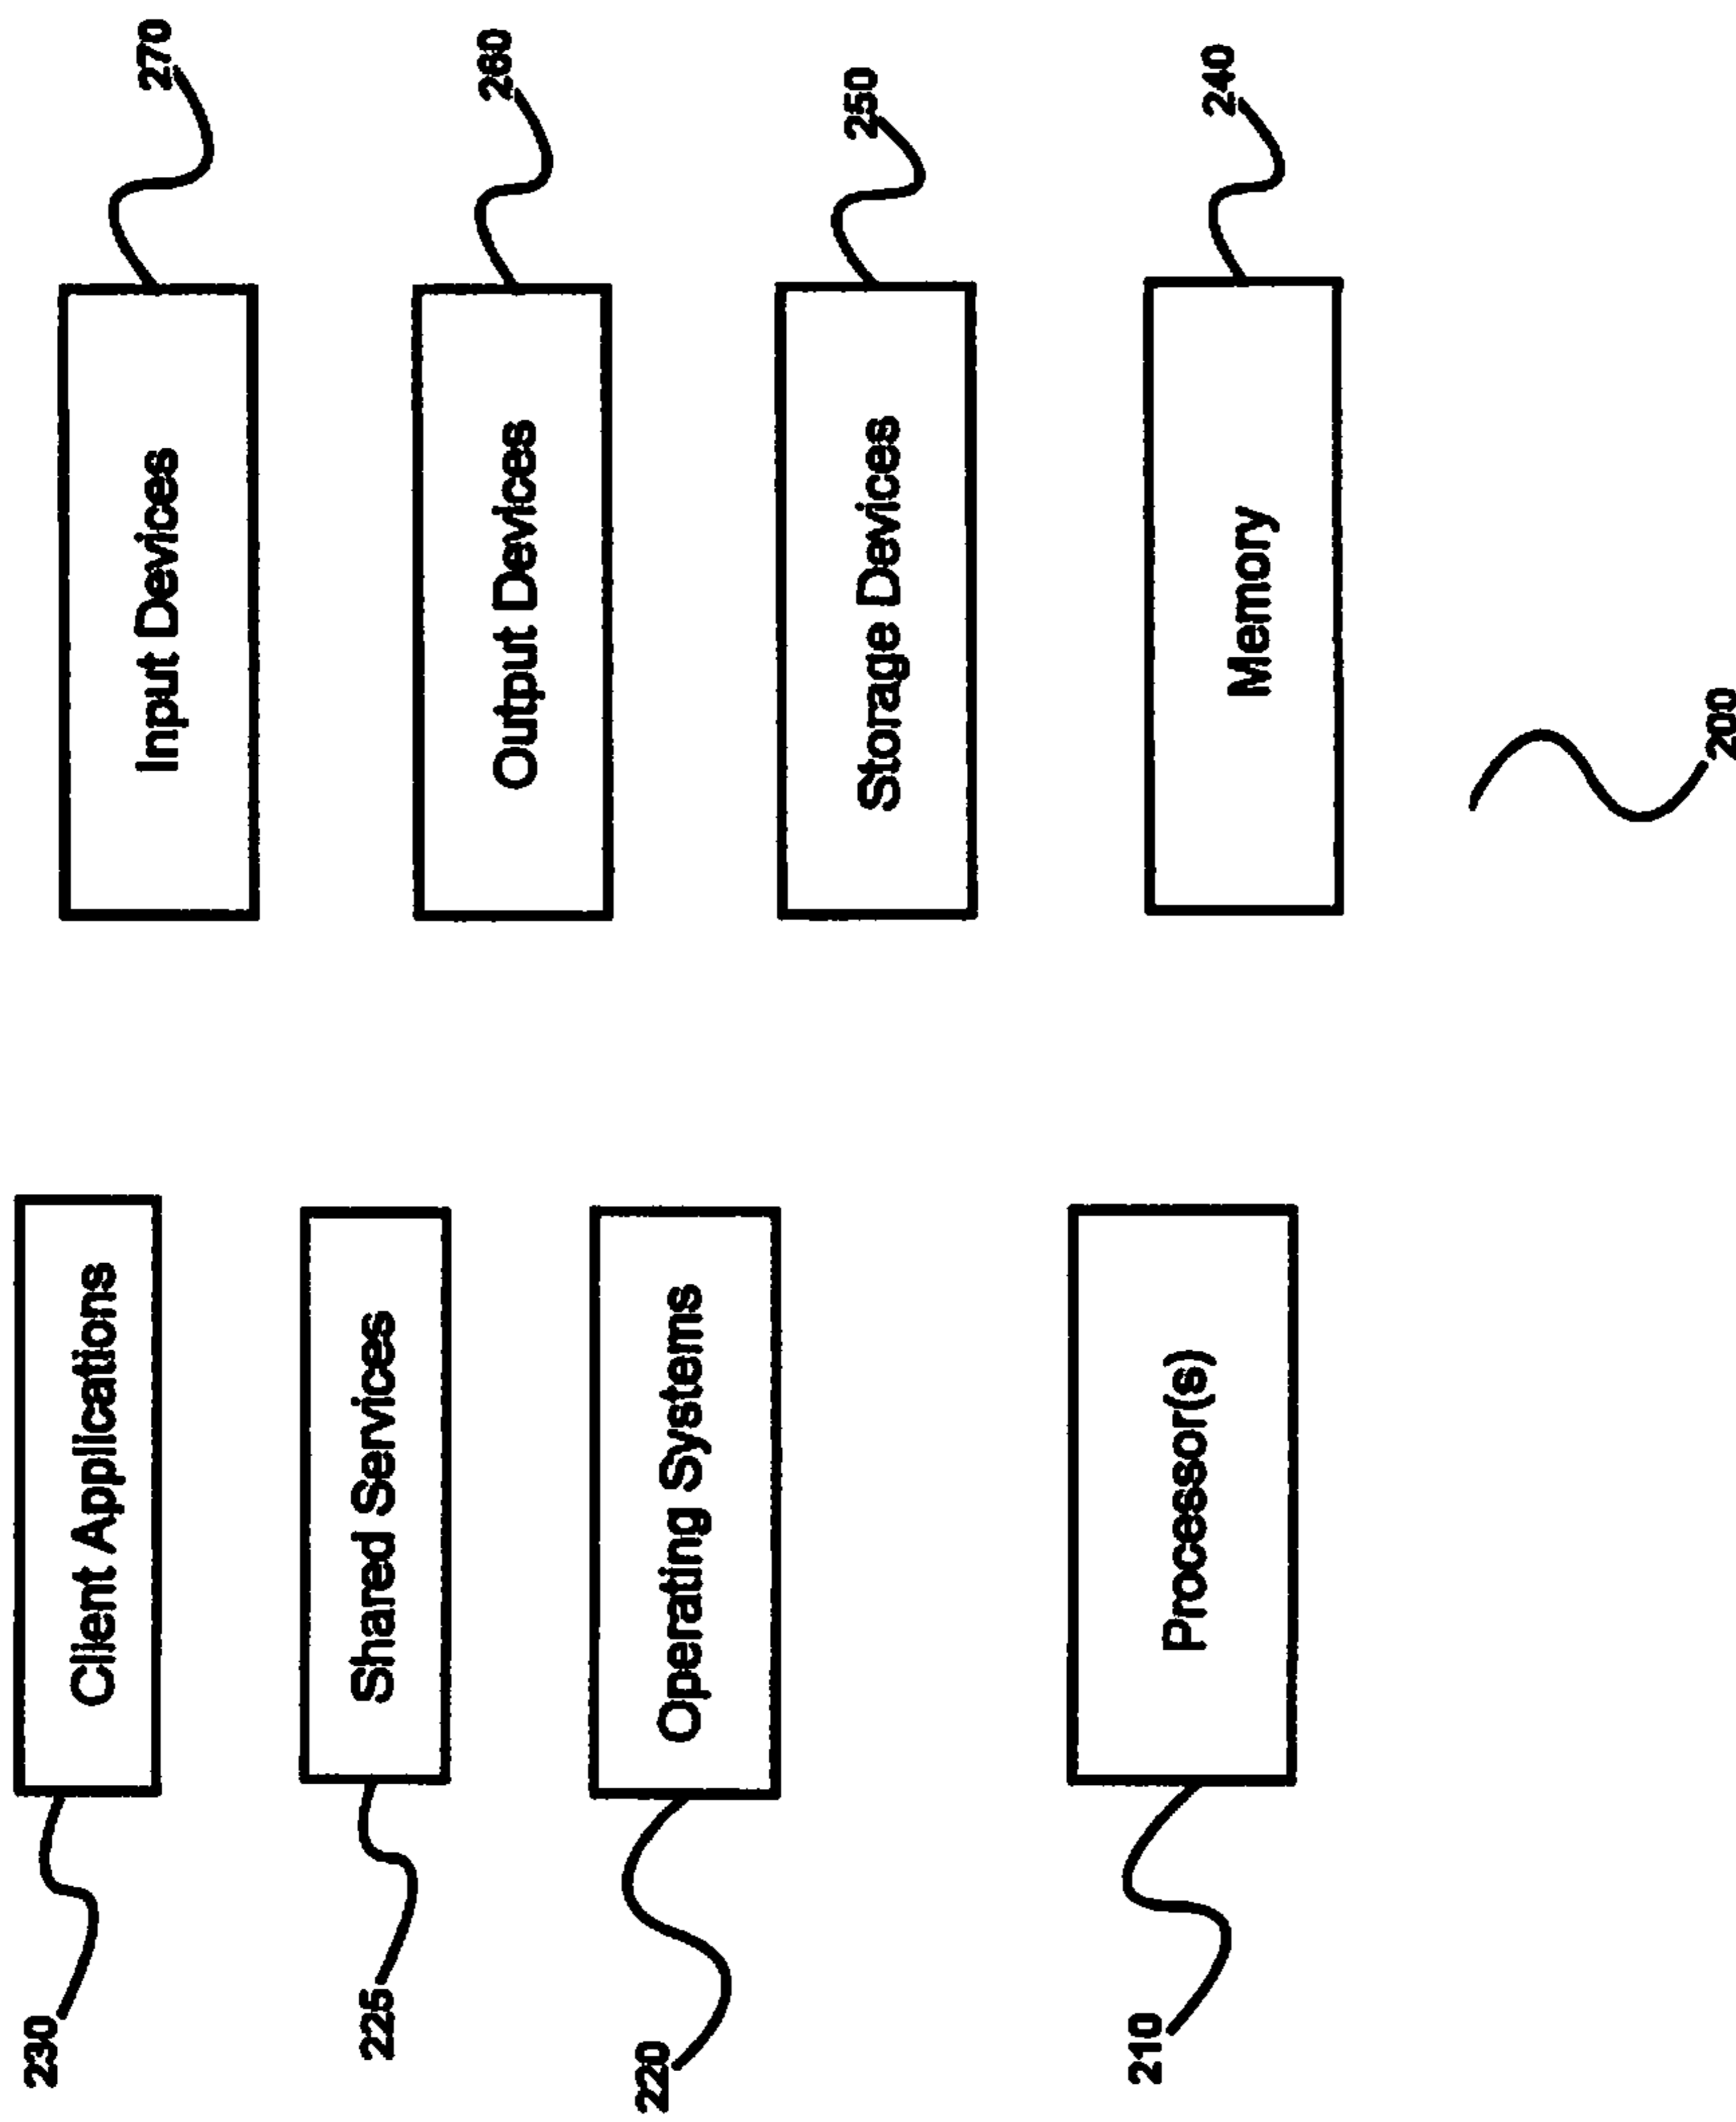 230 Client Applications
Input Devices 270
225 Shared Services
Output Devices 260
220 Operating Systems
Storage Devices 250
210 Processor(s)
Memory 240
200